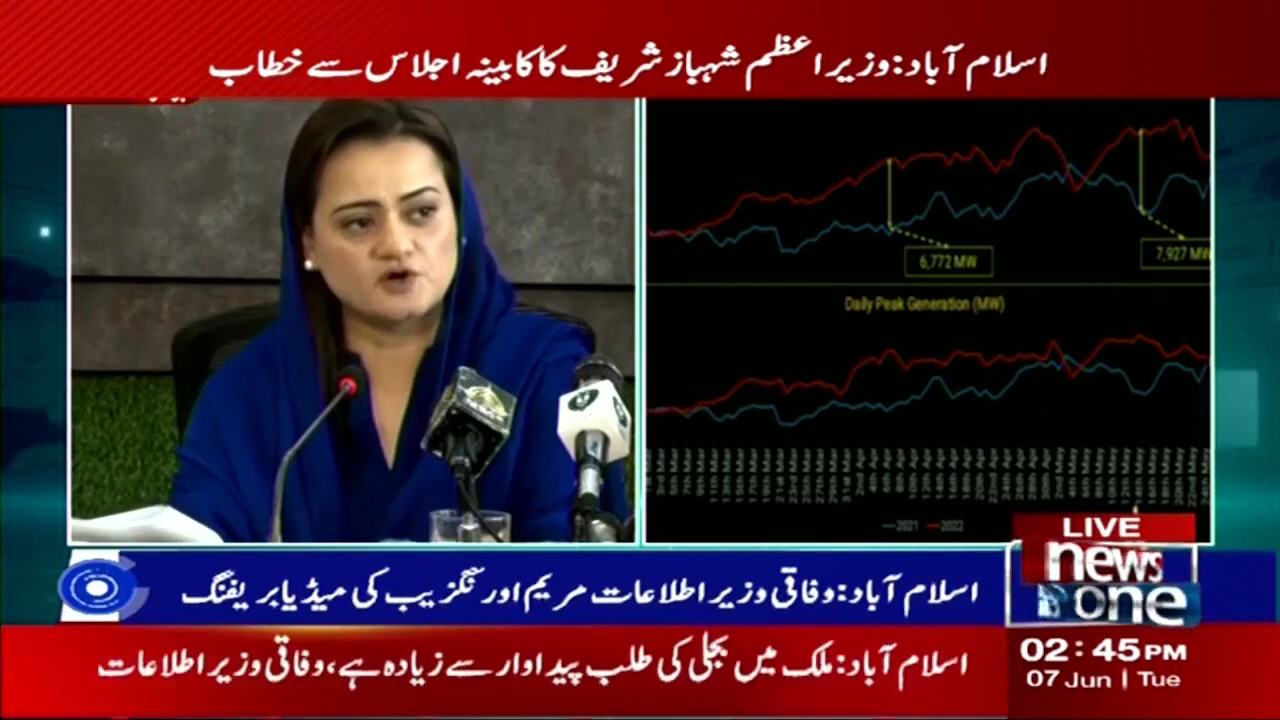 اسلام آباد:وزیراعظم شہباز شریف کا کابینہ اجلاس سے خطاب
6,772 MW
7,927 MW
Daily Peak Generation (MW)
2021 2022
LIVE
news
one
اسلام آباد:وفاقی وزیر اطلاعات مریم اورنگزیب کی میڈیا بریفنگ
اسلام آباد: ملک میں بجلی کی طلب پیداوار سے زیادہ ہے، وفاقی وزیر اطلاعات
02:45PM
07 Jun | Tue